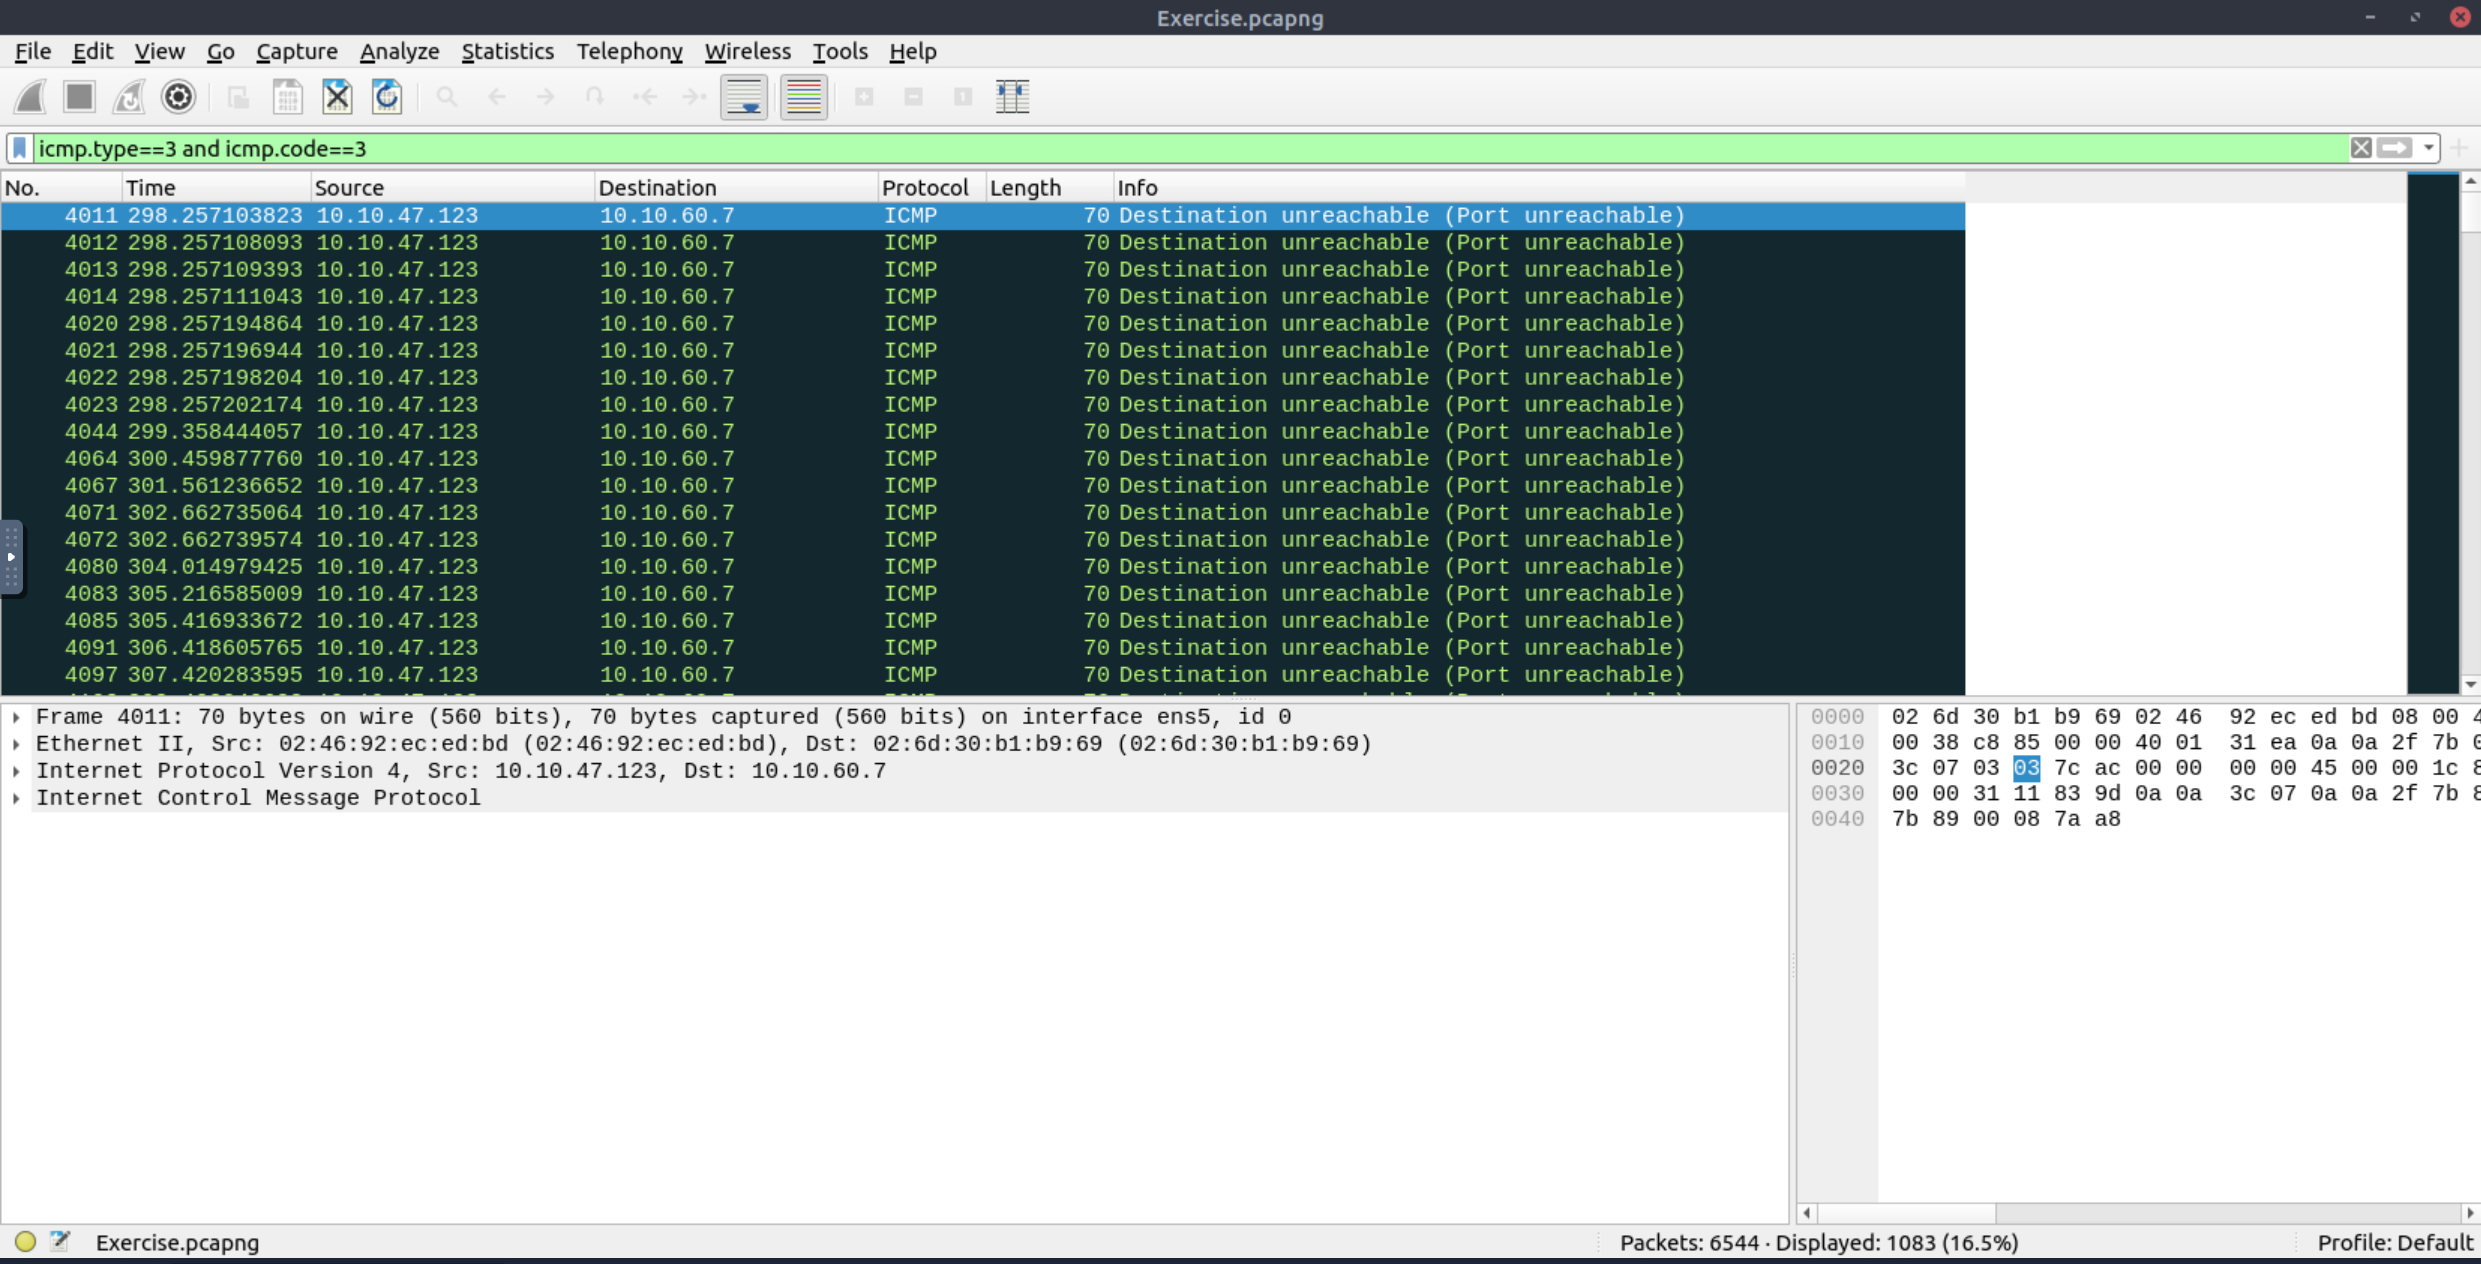 Exercise.pcapng
File Edit View Go Capture Analyze Statistics Telephony Wireless Tools Help
icmp.type==3 and icmp.code==3
No. Time Source Destination Protocol Length Info
4011 298.257103823 10.10.47.123 10.10.60.7 ICMP 70 Destination unreachable (Port unreachable)
4012 298.257108093 10.10.47.123 10.10.60.7 ICMP 70 Destination unreachable (Port unreachable)
4013 298.257109393 10.10.47.123 10.10.60.7 ICMP 70 Destination unreachable (Port unreachable)
4014 298.257111043 10.10.47.123 10.10.60.7 ICMP 70 Destination unreachable (Port unreachable)
4020 298.257194864 10.10.47.123 10.10.60.7 ICMP 70 Destination unreachable (Port unreachable)
4021 298.257196944 10.10.47.123 10.10.60.7 ICMP 70 Destination unreachable (Port unreachable)
4022 298.257198204 10.10.47.123 10.10.60.7 ICMP 70 Destination unreachable (Port unreachable)
4023 298.257202174 10.10.47.123 10.10.60.7 ICMP 70 Destination unreachable (Port unreachable)
4044 299.358444057 10.10.47.123 10.10.60.7 ICMP 70 Destination unreachable (Port unreachable)
4064 300.459877760 10.10.47.123 10.10.60.7 ICMP 70 Destination unreachable (Port unreachable)
4067 301.561236652 10.10.47.123 10.10.60.7 ICMP 70 Destination unreachable (Port unreachable)
4071 302.662735064 10.10.47.123 10.10.60.7 ICMP 70 Destination unreachable (Port unreachable)
4072 302.662739574 10.10.47.123 10.10.60.7 ICMP 70 Destination unreachable (Port unreachable)
4080 304.014979425 10.10.47.123 10.10.60.7 ICMP 70 Destination unreachable (Port unreachable)
4083 305.216585009 10.10.47.123 10.10.60.7 ICMP 70 Destination unreachable (Port unreachable)
4085 305.416933672 10.10.47.123 10.10.60.7 ICMP 70 Destination unreachable (Port unreachable)
4091 306.418605765 10.10.47.123 10.10.60.7 ICMP 70 Destination unreachable (Port unreachable)
4097 307.420283595 10.10.47.123 10.10.60.7 ICMP 70 Destination unreachable (Port unreachable)
Frame 4011: 70 bytes on wire (560 bits), 70 bytes captured (560 bits) on interface ens5, id 0
Ethernet II, Src: 02:46:92:ec:ed:bd (02:46:92:ec:ed:bd), Dst: 02:6d:30:b1:b9:69 (02:6d:30:b1:b9:69)
Internet Protocol Version 4, Src: 10.10.47.123, Dst: 10.10.60.7
Internet Control Message Protocol
0000 02 6d 30 b1 b9 69 02 46 92 ec ed bd 08 00
0010 00 38 c8 85 00 00 40 01 31 ea 0a 0a 2f 7b
0020 3c 07 03 03 7c ac 00 00 00 00 45 00 00 1c
0030 00 00 31 11 83 9d 0a 0a 3c 07 0a 0a 2f 7b
0040 7b 89 00 08 7a a8
Exercise.pcapng
Packets: 6544 · Displayed: 1083 (16.5%)
Profile: Default